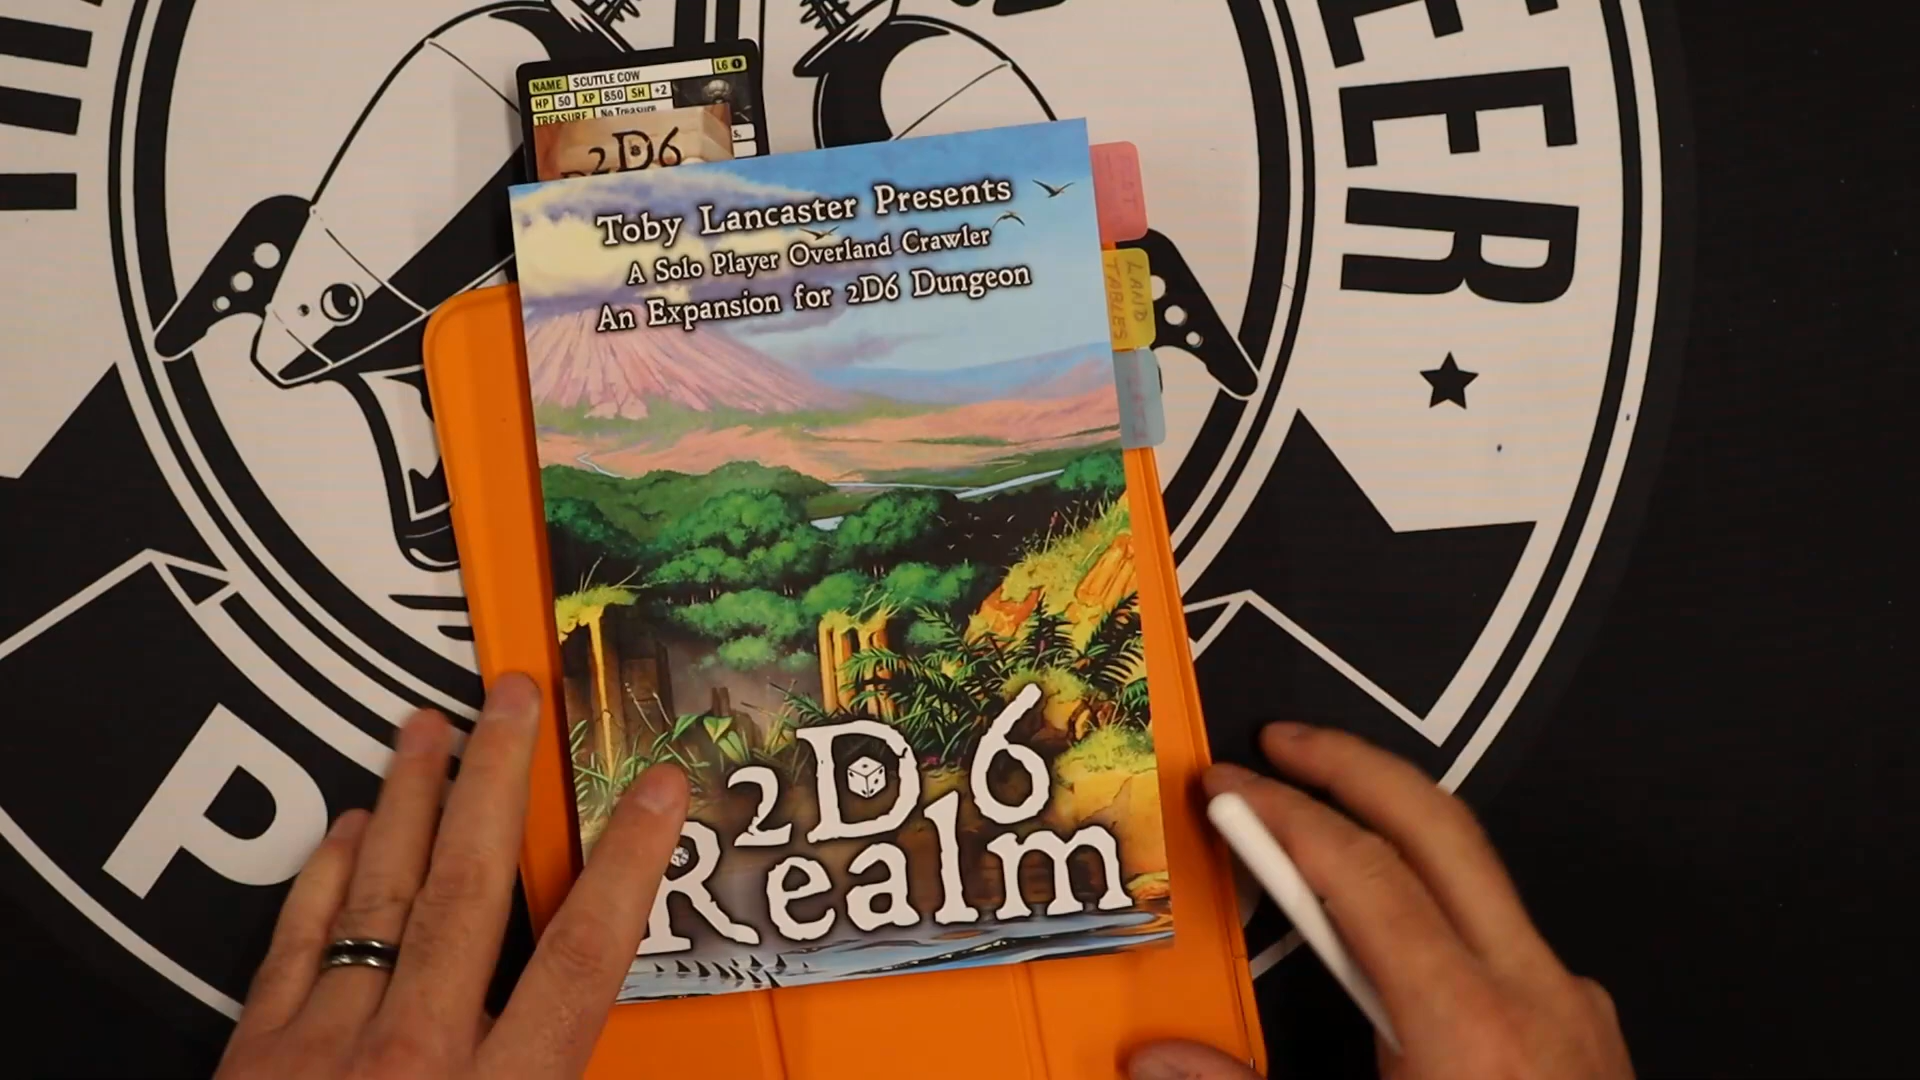 NAME SCUTTLE COW L6
HP 50 XP 850 SH +2
TREASURE No Treasure
2D6
Toby Lancaster Presents
A Solo Player Overland Crawler
An Expansion for 2D6 Dungeon
LAND
TABLES
2D6
Realm
EER
P